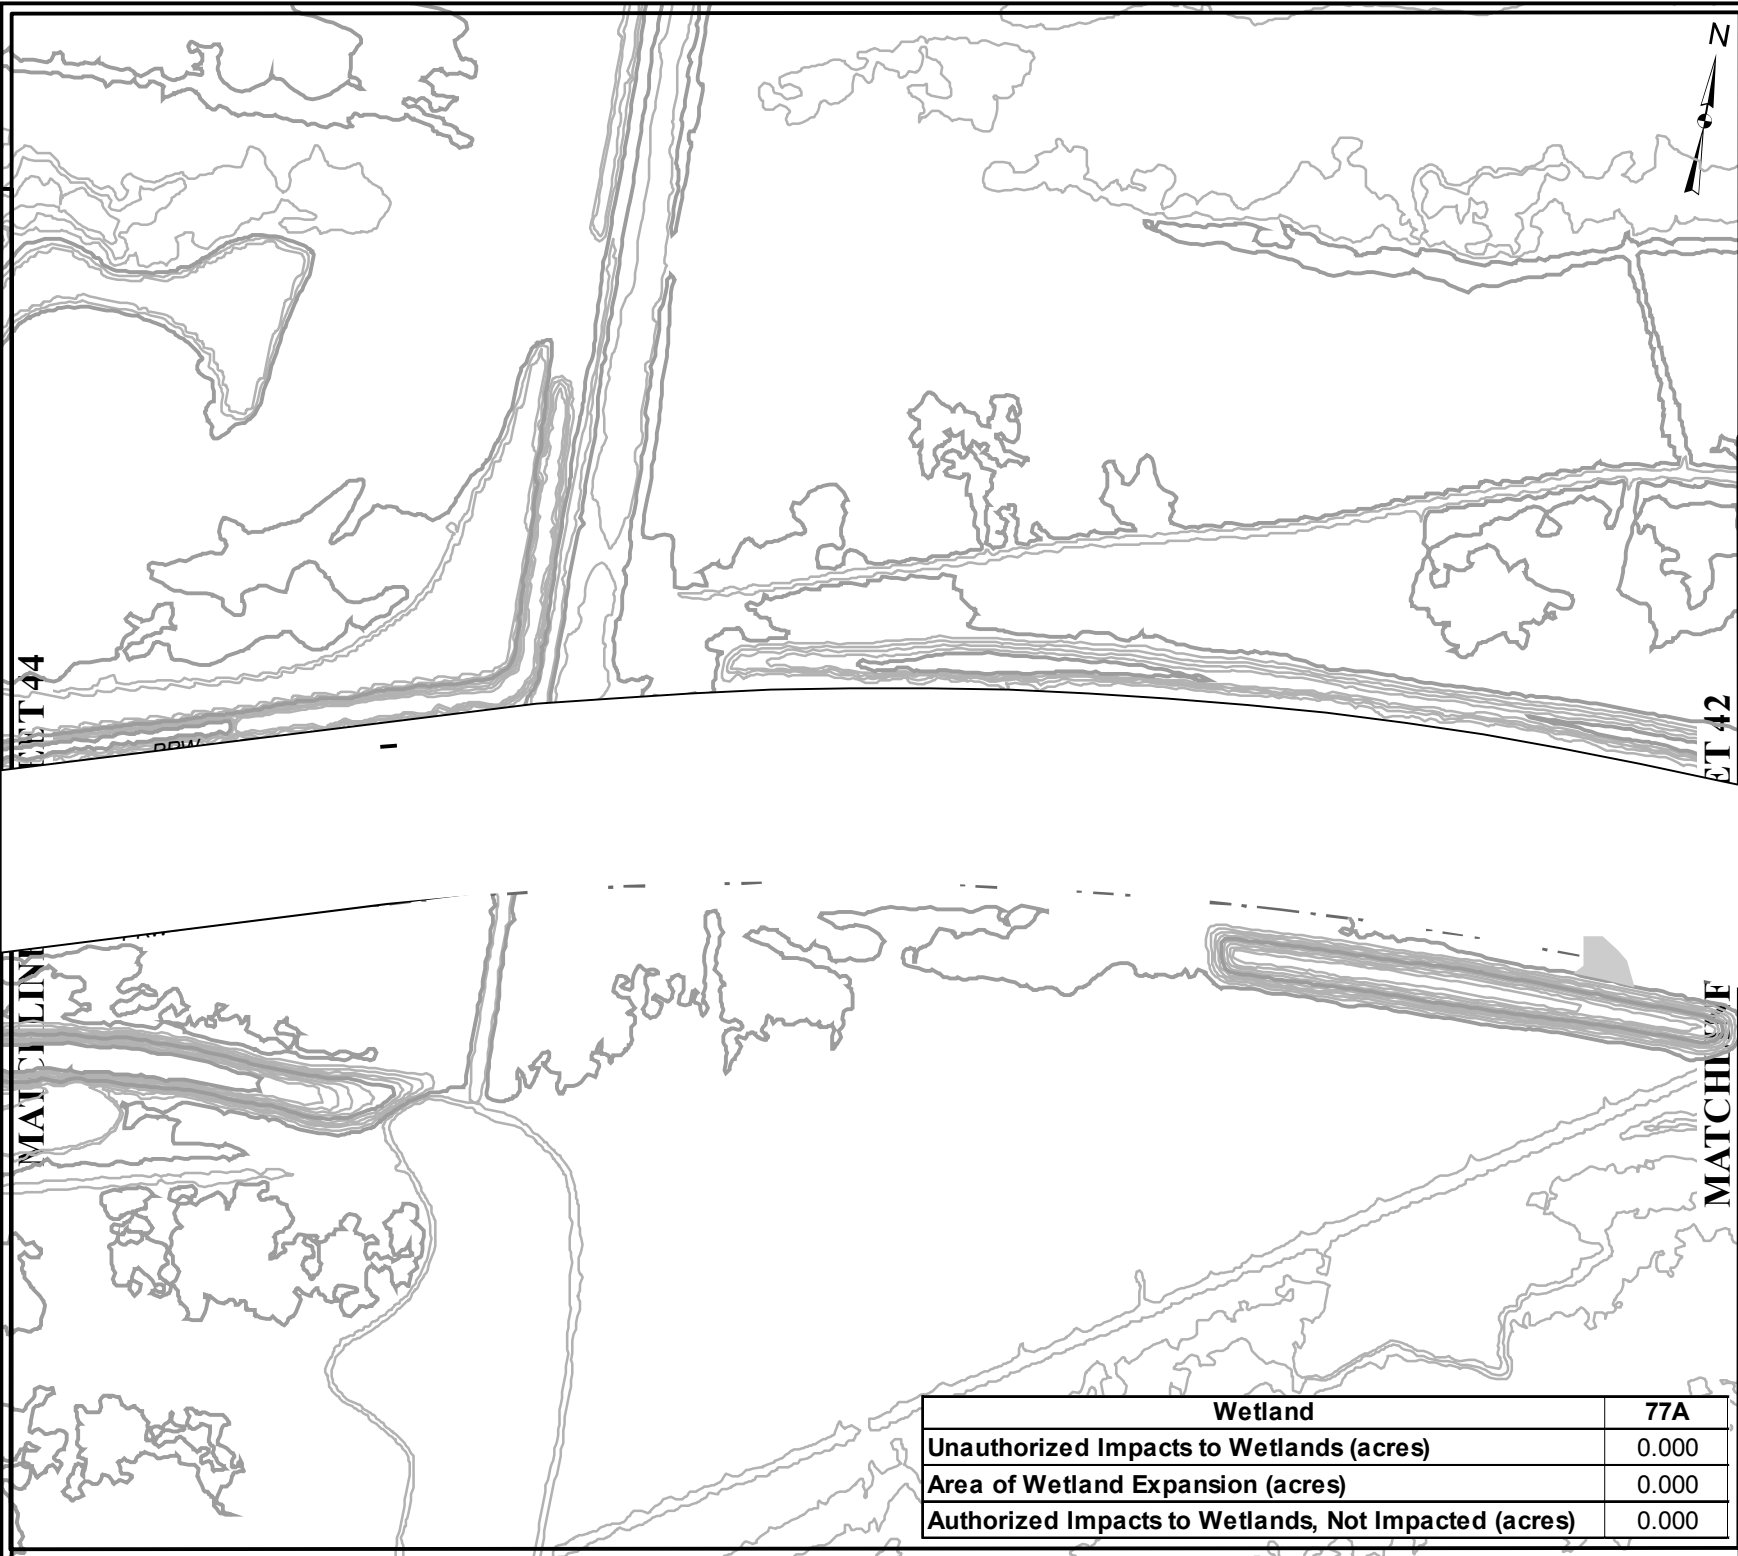 N
EET 44
ET 42
MATCHLINE
MATCHLINE
Wetland 77A
Unauthorized Impacts to Wetlands (acres) 0.000
Area of Wetland Expansion (acres) 0.000
Authorized Impacts to Wetlands, Not Impacted (acres) 0.000